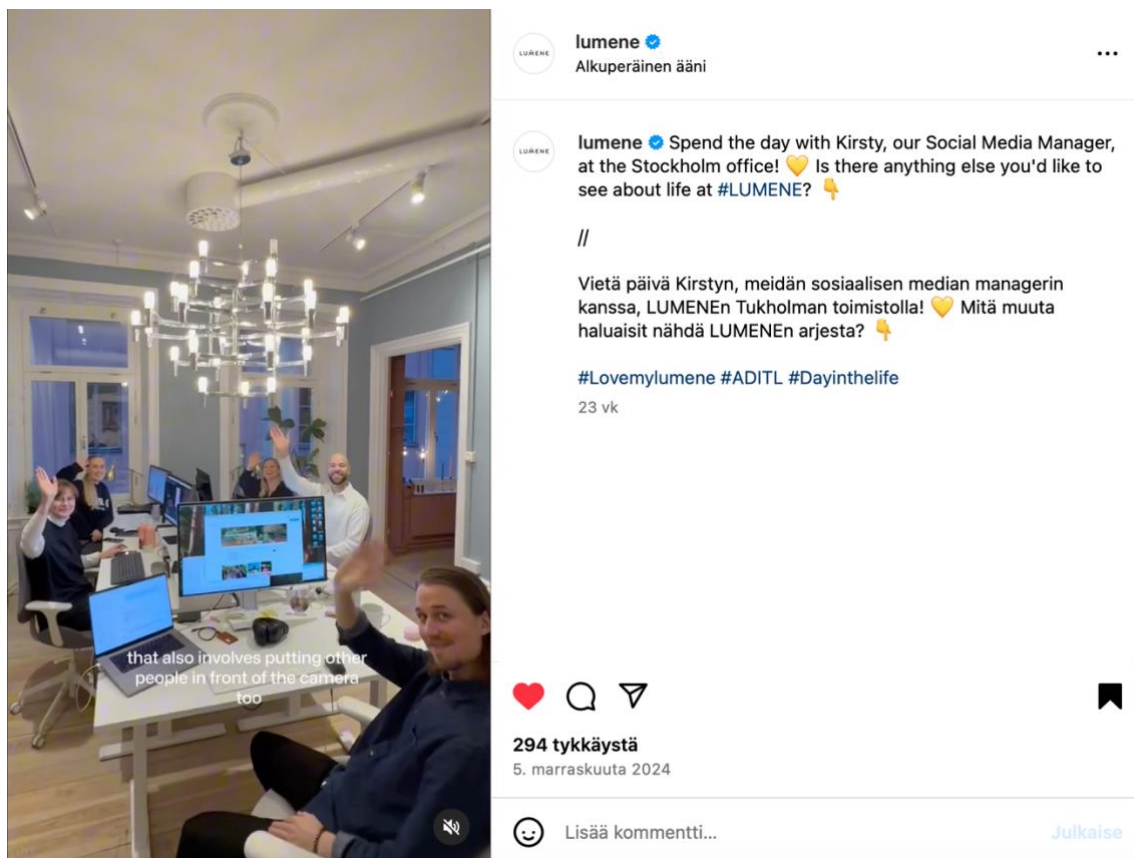 that also involves putting other
people in front of the camera
too
LUMENE
lumene
Alkuperäinen ääni
LUMENE
lumene Spend the day with Kirsty, our Social Media Manager,
at the Stockholm office! 💛 Is there anything else you'd like to
see about life at #LUMENE? 👇
//
Vietä päivä Kirstyn, meidän sosiaalisen median managerin
kanssa, LUMENEn Tukholman toimistolla! 💛 Mitä muuta
haluaisit nähdä LUMENEn arjesta? 👇
#Lovemylumene #ADITL #Dayinthelife
23 vk
294 tykkäystä
5. marraskuuta 2024
Lisää kommentti...
Julkaise